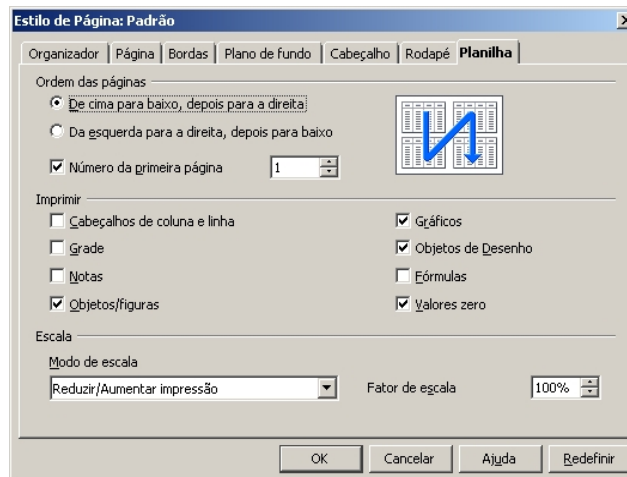 Estilo de Página: Padrão
Organizador Página Bordas Plano de fundo Cabeçalho Rodapé Planilha
Ordem das páginas
De cima para baixo, depois para a direita
Da esquerda para a direita, depois para baixo
Número da primeira página 1
Imprimir
Cabeçalhos de coluna e linha
Grade
Notas
Objetos/figuras
Gráficos
Objetos de Desenho
Fórmulas
Valores zero
Escala
Modo de escala
Reduzir/Aumentar impressão
Fator de escala 100%
OK Cancelar Ajuda Redefinir